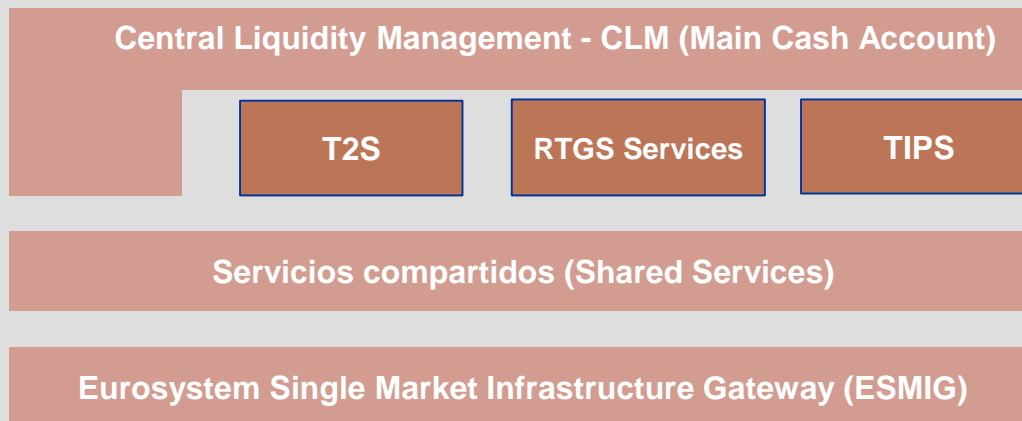 Central Liquidity Management - CLM (Main Cash Account)
T2S
RTGS Services
TIPS
Servicios compartidos (Shared Services)
Eurosystem Single Market Infrastructure Gateway (ESMIG)